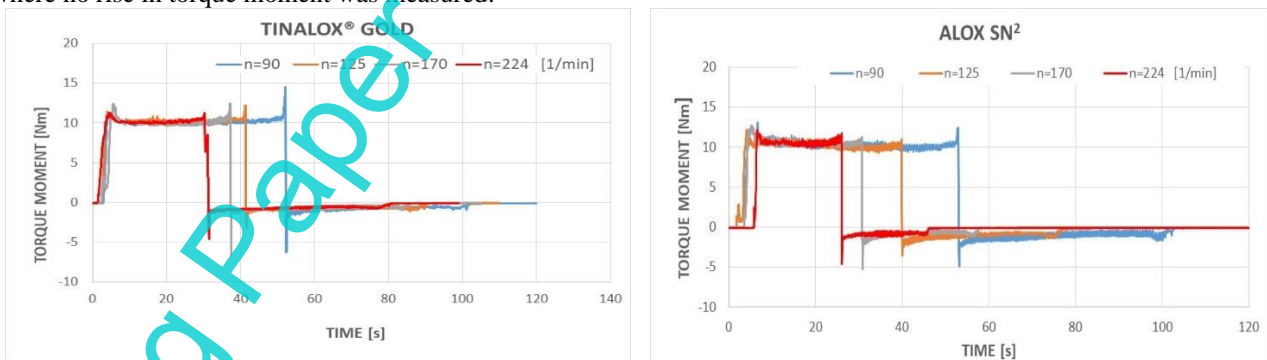 where no rise in torque moment was measured.
TINALOX® GOLD
n=90 n=125 n=170 n=224 [1/min]
TORQUE MOMENT [Nm]
20
15
10
5
0
-5
-10
0 20 40 60 80 100 120 140
TIME [s]
ALOX SN²
n=90 n=125 n=170 n=224 [1/min]
TORQUE MOMENT [Nm]
20
15
10
5
0
-5
-10
0 20 40 60 80 100 120
TIME [s]
g Paper